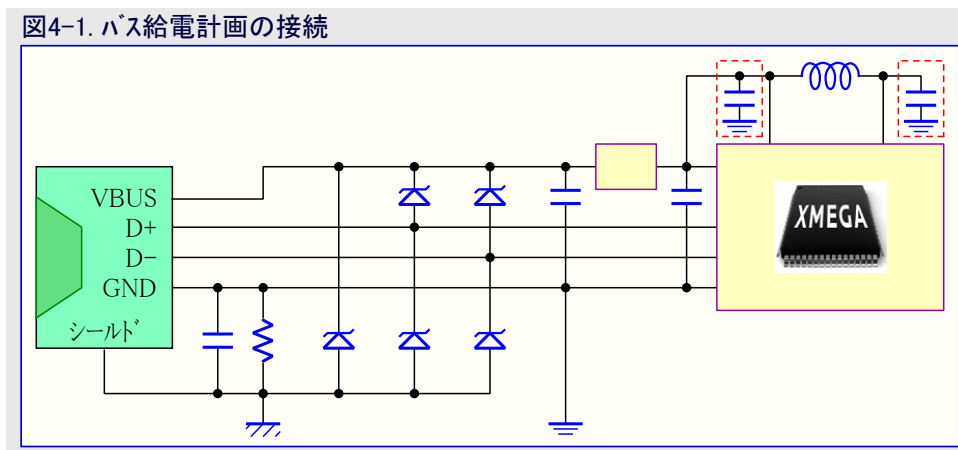 図4-1. バス給電計画の接続
VBUS
D+
D-
GND
シールド
XMEGA